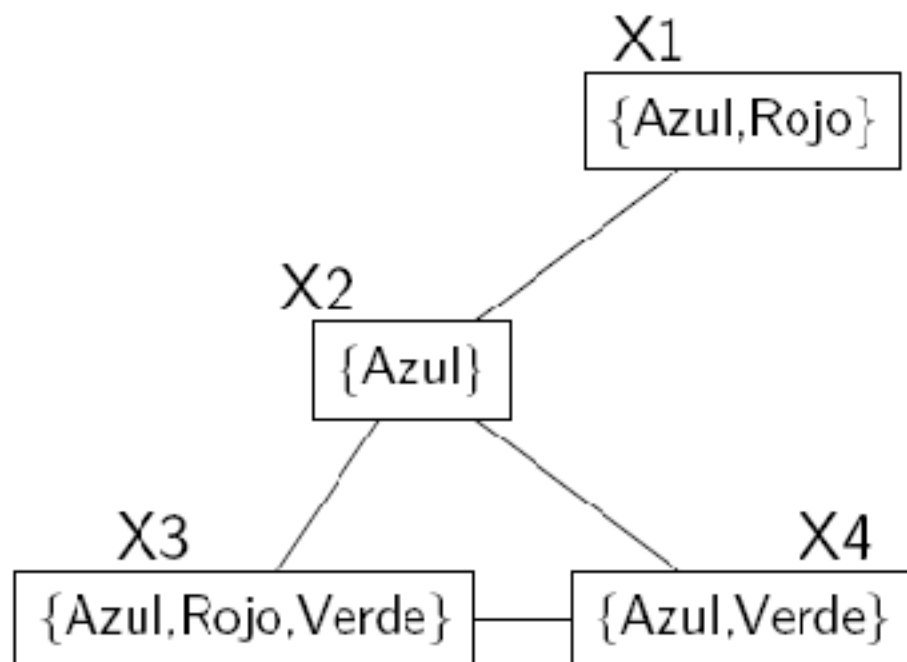 X1
{Azul,Rojo}
X2
{Azul}
X3
{Azul,Rojo,Verde}
X4
{Azul,Verde}